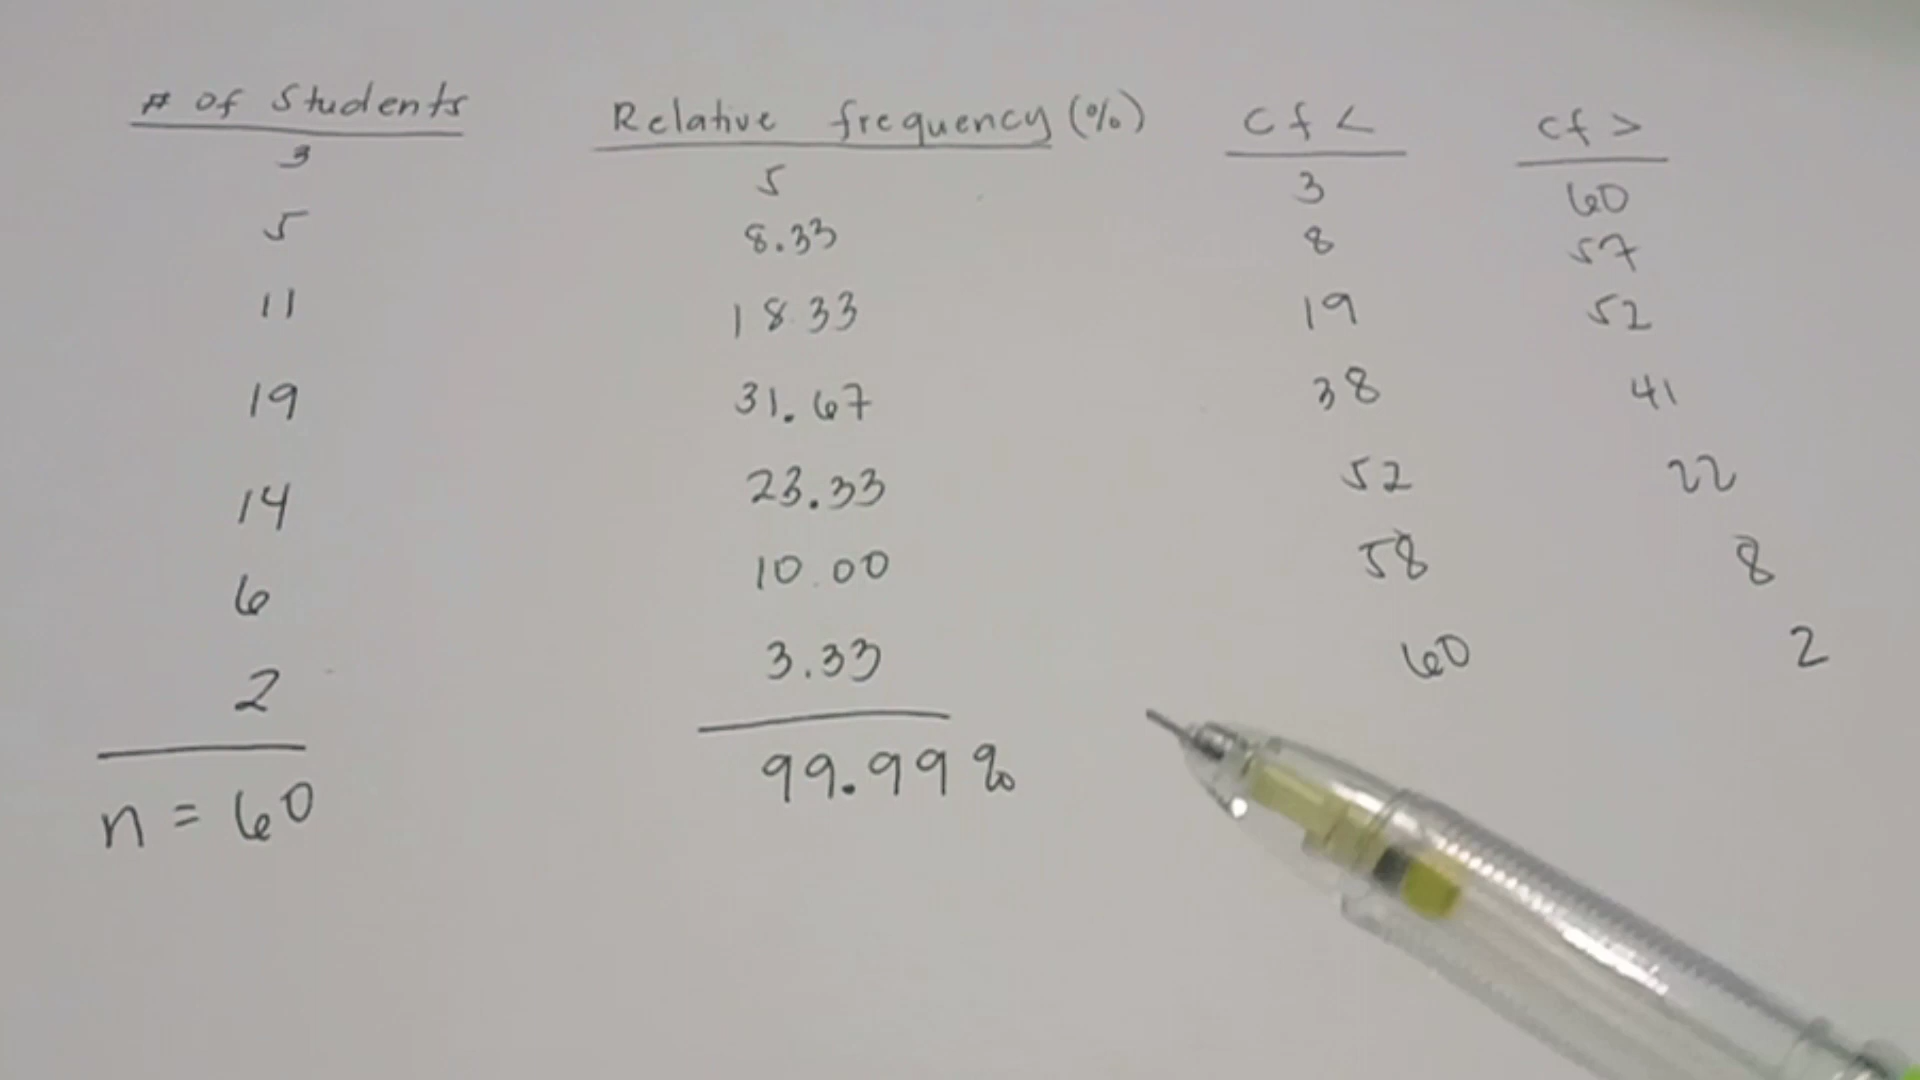 # of Students Relative frequency (%) cf < cf >
3 5 3 60
5 8.33 8 57
11 18.33 19 52
19 31.67 38 41
14 23.33 52 22
6 10.00 58 8
2 3.33 60 2
n = 60 99.99%